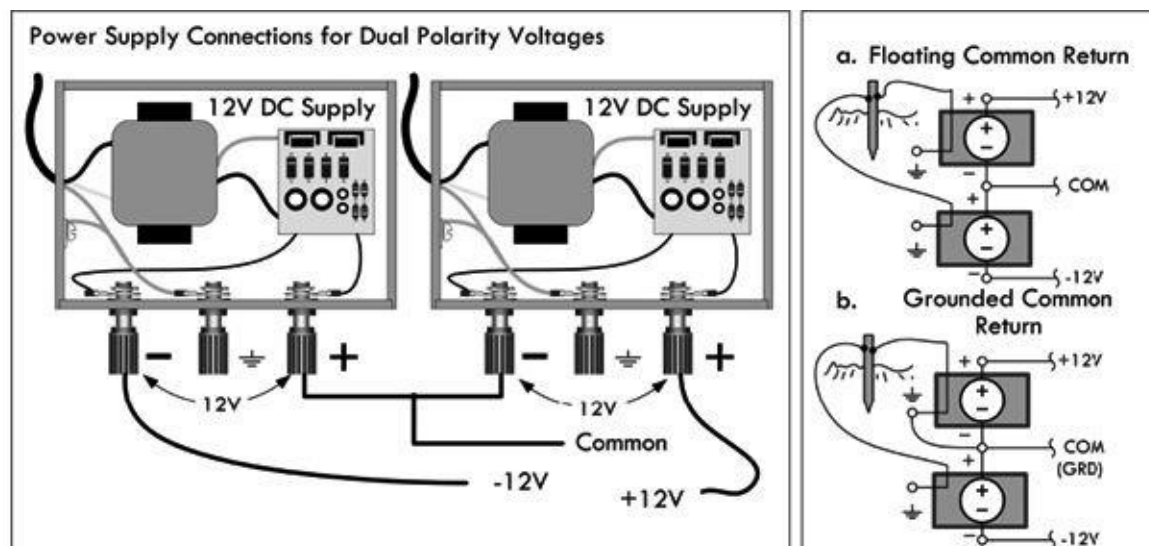 Power Supply Connections for Dual Polarity Voltages
12V DC Supply
12V DC Supply
−
+
−
+
12V
12V
Common
-12V
+12V
a. Floating Common
Return
+
+12V
+
−
−
COM
+
+
−
−
-12V
b. Grounded Common
Return
+
+12V
+
−
−
COM
(GRD)
+
+
−
−
-12V